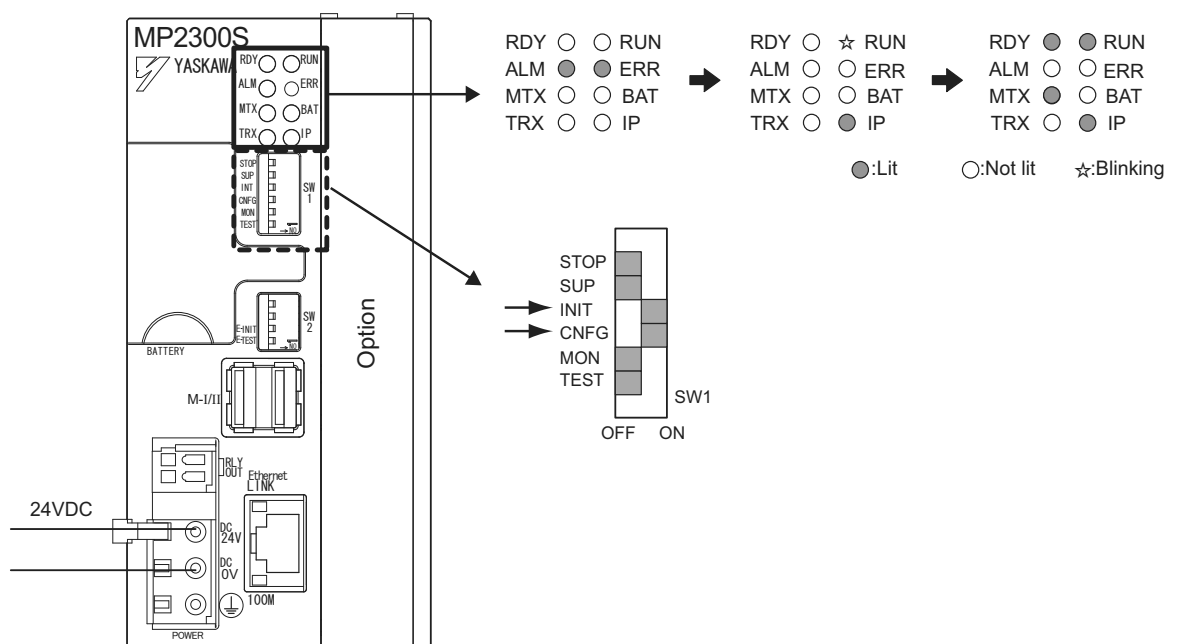 MP2300S
YASKAWA
RDY RUN
ALM ERR
MTX BAT
TRX IP
STOP
SUP
INT
CNFG
MON
TEST
SW
1
→NO
E-INIT
E-TEST
SW
2
→NO
BATTERY
M-I/II
RLY
OUT
Ethernet
LINK
24VDC
DC
24V
DC
0V
100M
POWER
Option
RDY RUN
ALM ERR
MTX BAT
TRX IP
RDY RUN
ALM ERR
MTX BAT
TRX IP
RDY RUN
ALM ERR
MTX BAT
TRX IP
:Lit :Not lit :Blinking
STOP
SUP
INIT
CNFG
MON
TEST
SW1
OFF ON